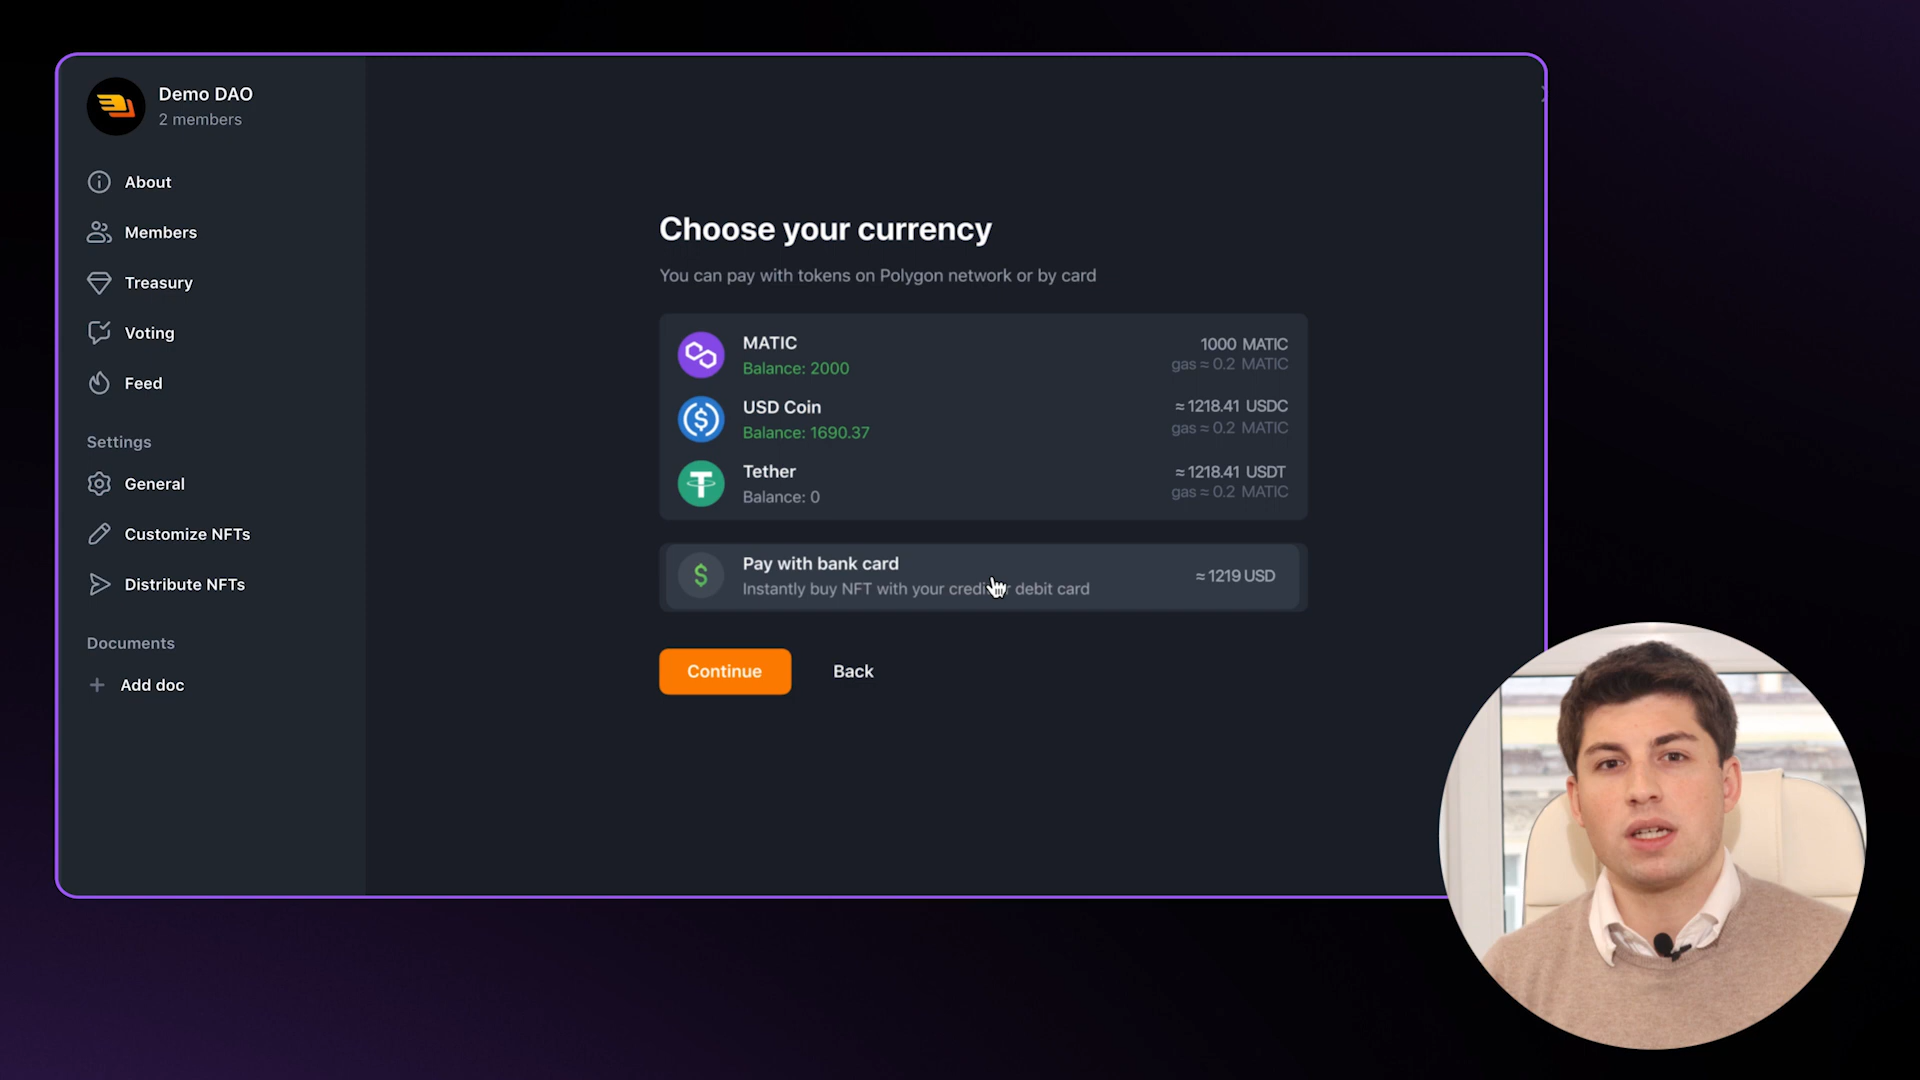 Demo DAO
2 members
About
Members
Treasury
Voting
Feed
Settings
General
Customize NFTs
Distribute NFTs
Documents
Add doc
Choose your currency
You can pay with tokens on Polygon network or by card
MATIC
1000 MATIC
Balance: 2000
gas ≈ 0.2 MATIC
USD Coin
≈ 1218.41 USDC
Balance: 1690.37
gas ≈ 0.2 MATIC
Tether
≈ 1218.41 USDT
Balance: 0
gas ≈ 0.2 MATIC
Pay with bank card
Instantly buy NFT with your credit debit card
≈ 1219 USD
Continue
Back